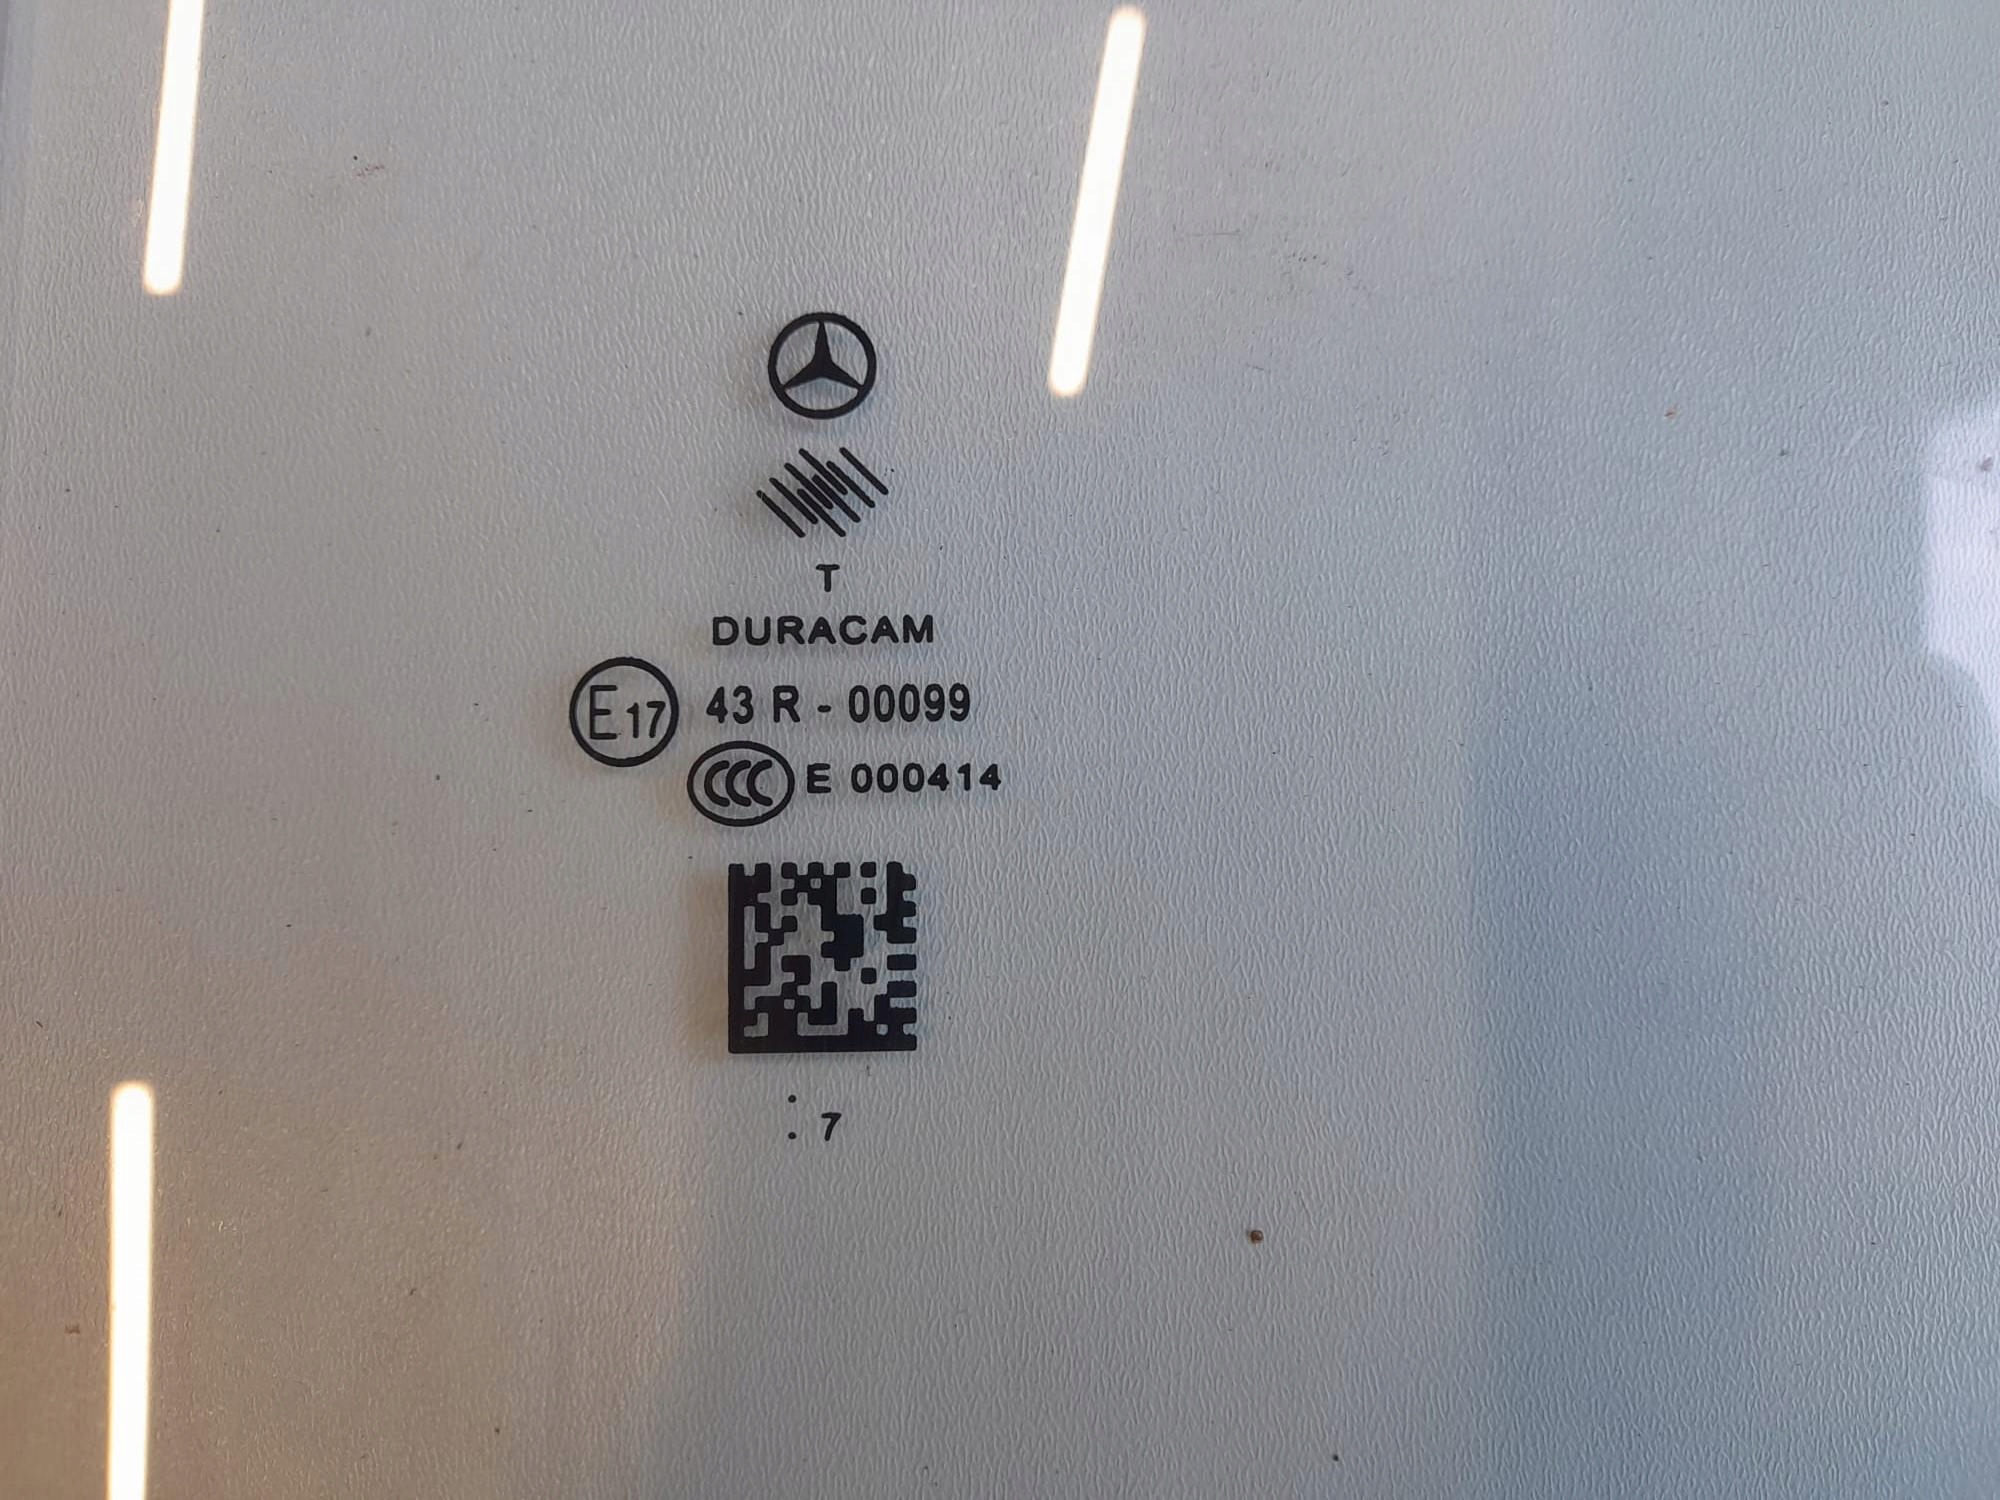 T
DURACAM
E17 43 R - 00099
CCC E 000414
: 7